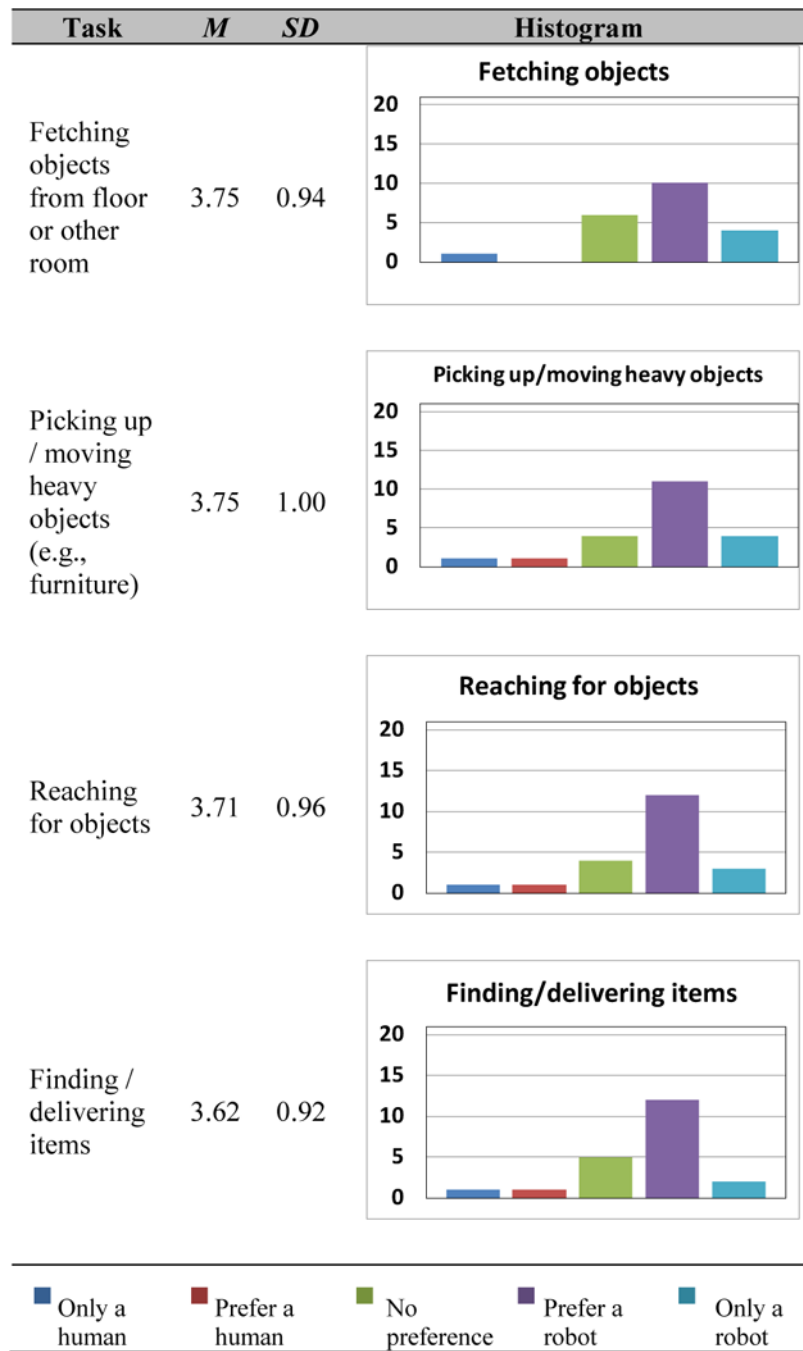 Task M SD Histogram
Fetching objects
20
15
10
5
0
Fetching
objects
from floor
or other
room
3.75 0.94
Picking up/moving heavy objects
20
15
10
5
0
Picking up
/ moving
heavy
objects
(e.g.,
furniture)
3.75 1.00
Reaching for objects
20
15
10
5
0
Reaching
for objects
3.71 0.96
Finding/delivering items
20
15
10
5
0
Finding /
delivering
items
3.62 0.92
Only a
human
Prefer a
human
No
preference
Prefer a
robot
Only a
robot